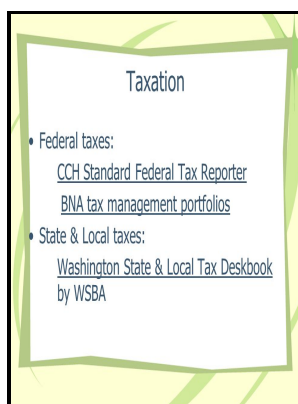 Taxation
• Federal taxes:
CCH Standard Federal Tax Reporter
BNA tax management portfolios
• State & Local taxes:
Washington State & Local Tax Deskbook
by WSBA